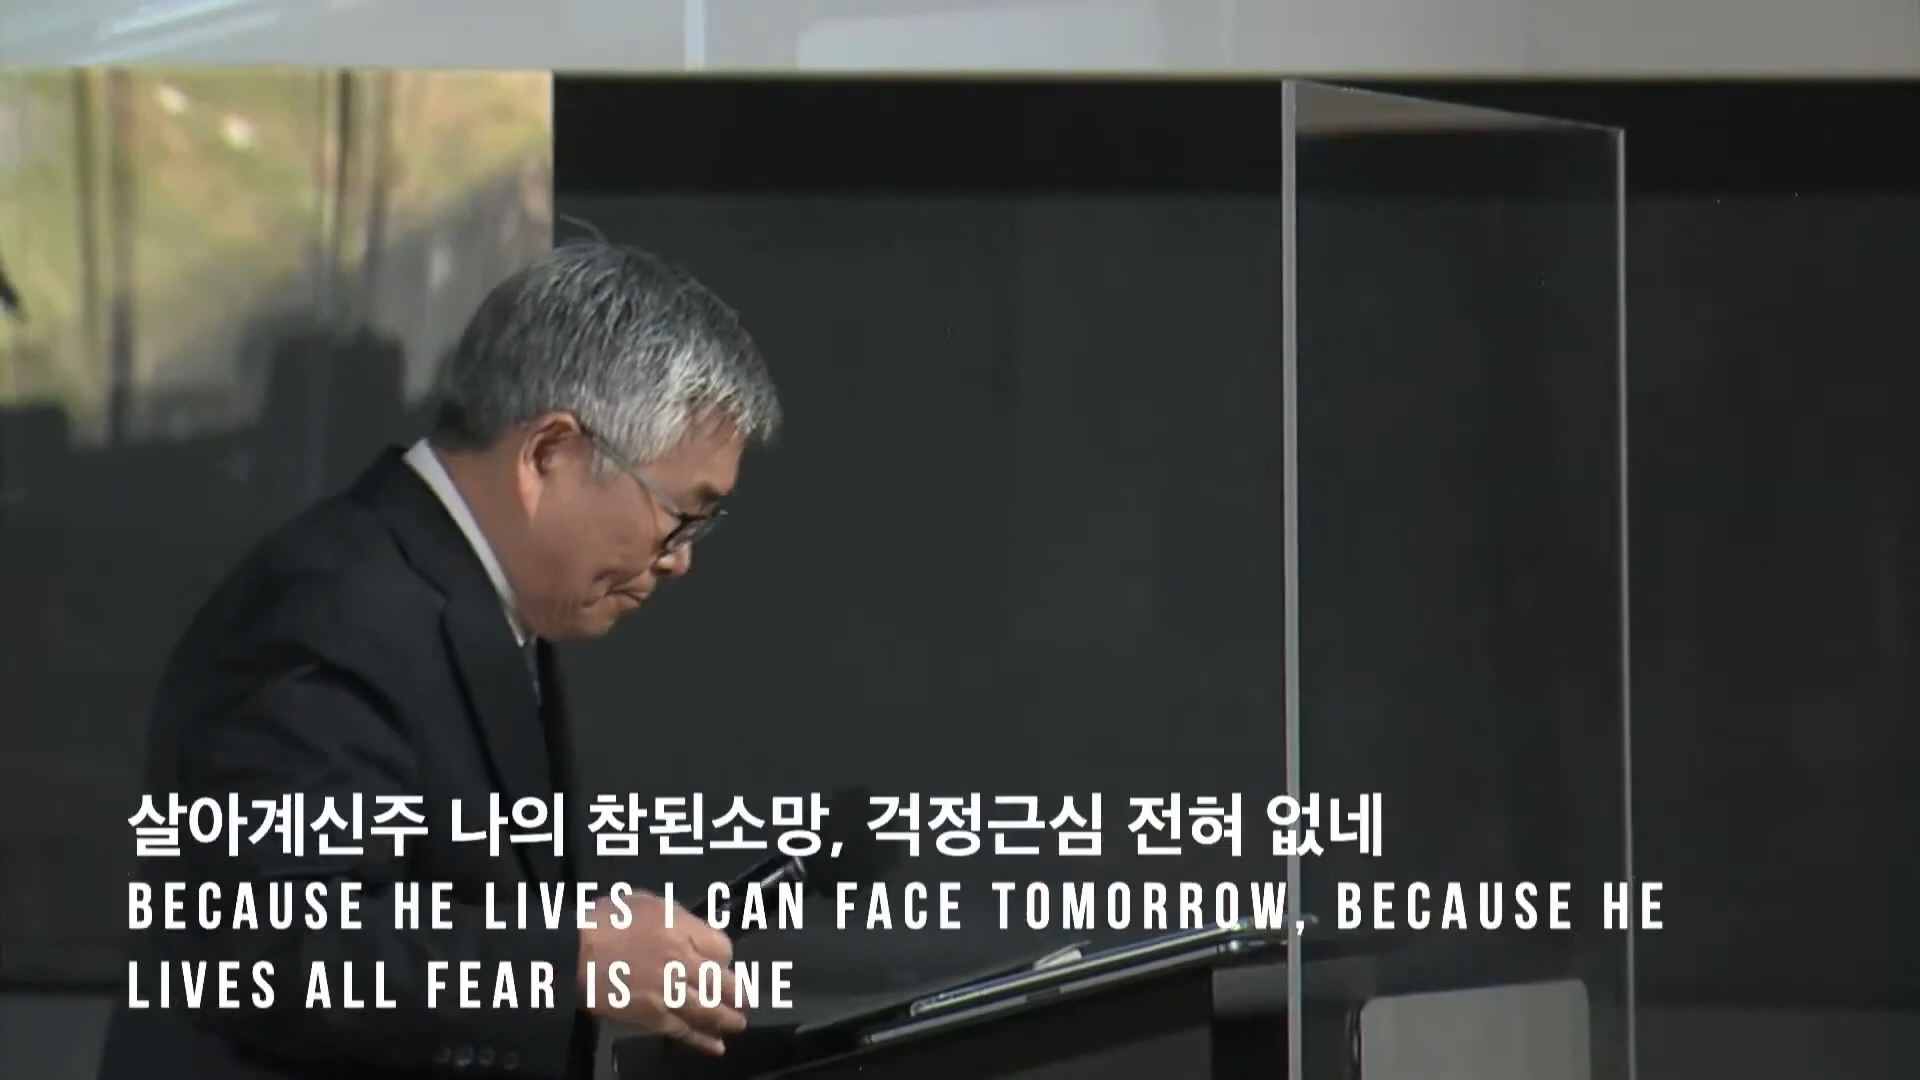 살아계신주 나의 참된소망, 걱정근심 전혀 없네
BECAUSE HE LIVES I CAN FACE TOMORROW, BECAUSE HE
LIVES ALL FEAR IS GONE